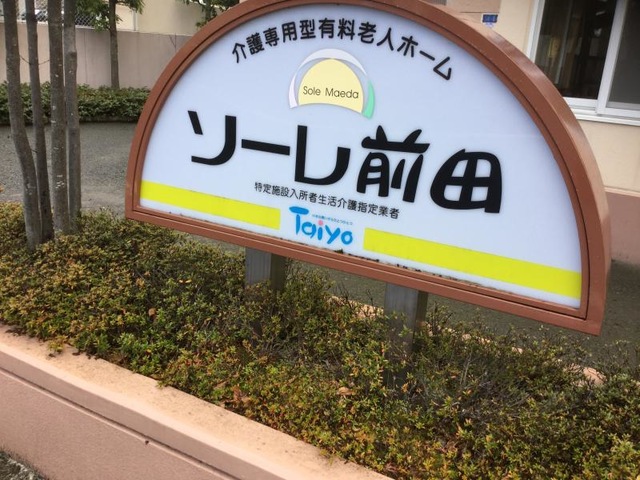 介護専用型有料老人ホーム
Sole Maeda
ソーレ前田
特定施設入所者生活介護指定業者
Taiyo